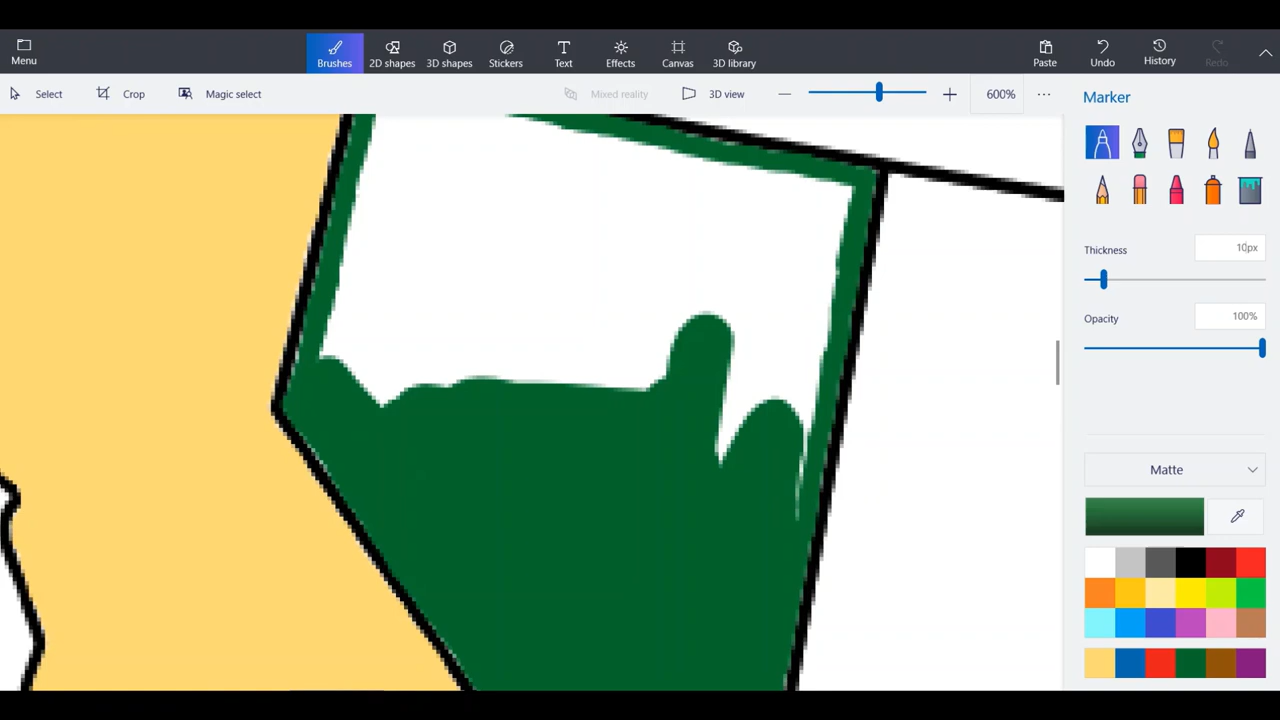 Menu
Brushes 2D shapes 3D shapes Stickers Text Effects Canvas 3D library Paste Undo History Redo
Select Crop Magic select Mixed reality 3D view 600%
Marker
Thickness 10px
Opacity 100%
Matte